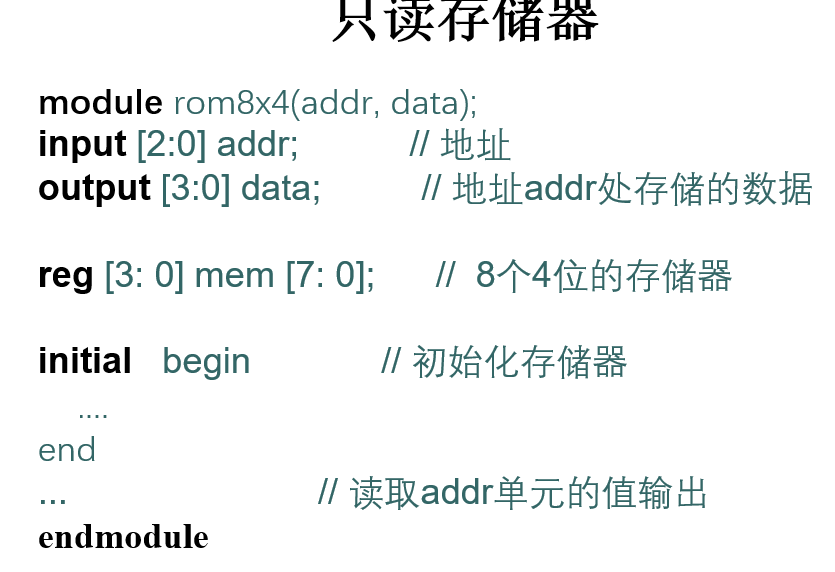 只读存储器
module rom8x4(addr, data);
input [2:0] addr; // 地址
output [3:0] data; // 地址addr处存储的数据
reg [3: 0] mem [7: 0]; // 8个4位的存储器
initial begin // 初始化存储器
....
end
... // 读取addr单元的值输出
endmodule